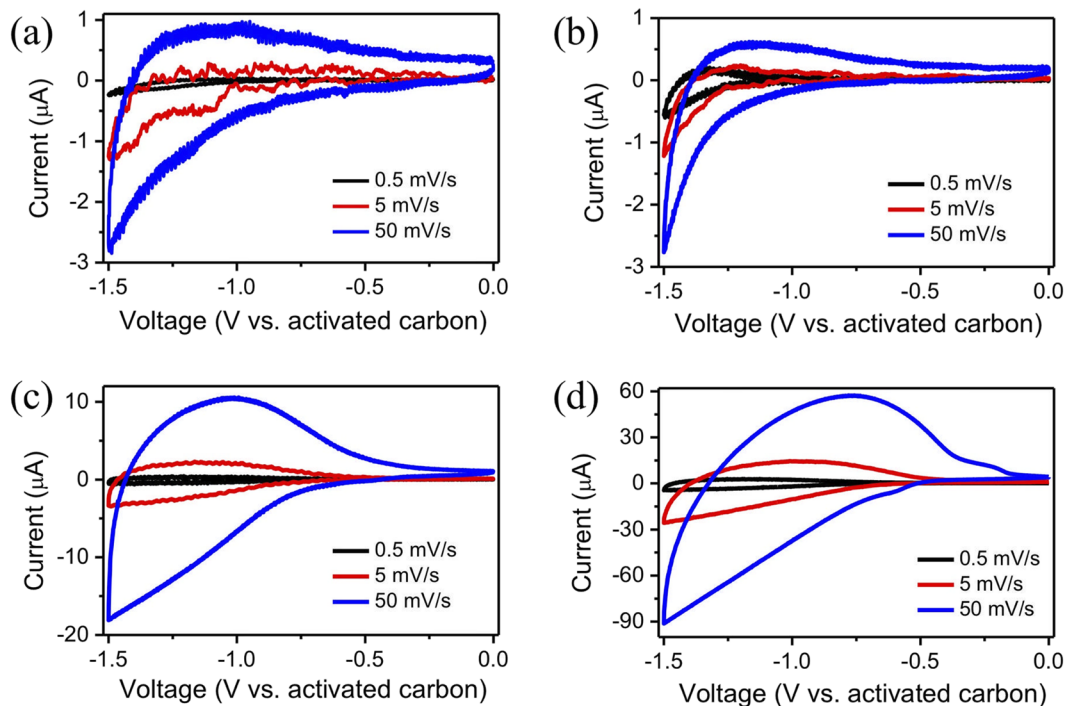 (a)
Current (μA)
1
0
-1
-2
-3
0.5 mV/s
5 mV/s
50 mV/s
-1.5 -1.0 -0.5 0.0
Voltage (V vs. activated carbon)
(b)
Current (μA)
1
0
-1
-2
-3
0.5 mV/s
5 mV/s
50 mV/s
-1.5 -1.0 -0.5 0.0
Voltage (V vs. activated carbon)
(c)
Current (μA)
10
0
-10
-20
0.5 mV/s
5 mV/s
50 mV/s
-1.5 -1.0 -0.5 0.0
Voltage (V vs. activated carbon)
(d)
Current (μA)
60
30
0
-30
-60
-90
0.5 mV/s
5 mV/s
50 mV/s
-1.5 -1.0 -0.5 0.0
Voltage (V vs. activated carbon)